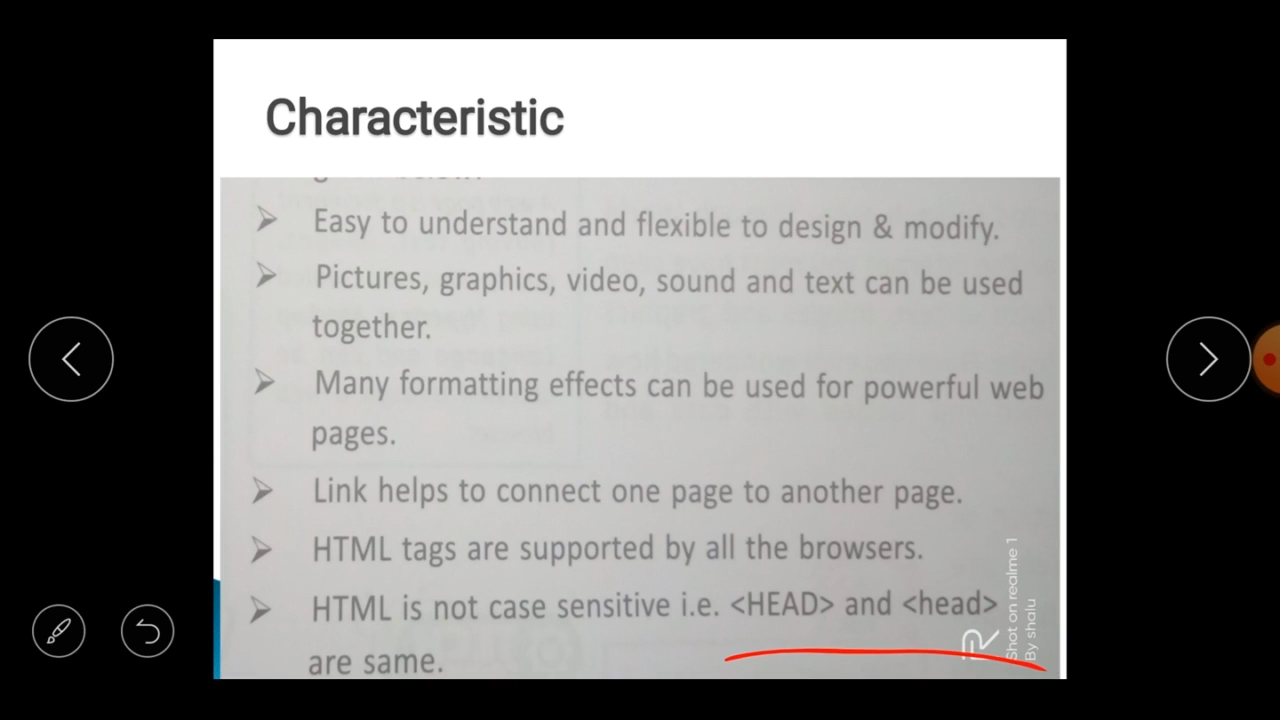 Characteristic
➢ Easy to understand and flexible to design & modify.
➢ Pictures, graphics, video, sound and text can be used
together.
➢ Many formatting effects can be used for powerful web
pages.
➢ Link helps to connect one page to another page.
➢ HTML tags are supported by all the browsers.
➢ HTML is not case sensitive i.e. <HEAD> and <head>
are same.
Shot on realme 1
By shalu